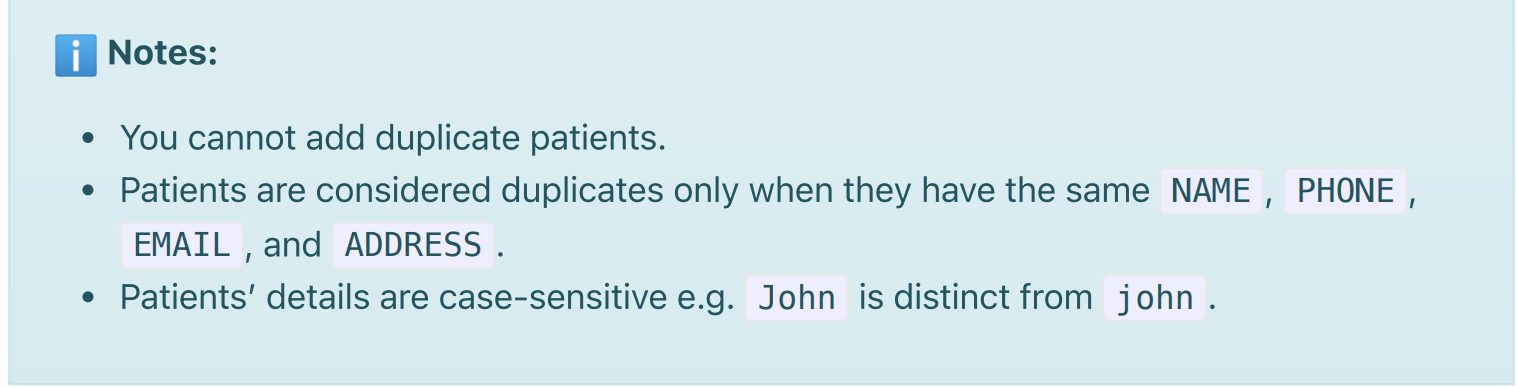 ℹ️ Notes:
• You cannot add duplicate patients.
• Patients are considered duplicates only when they have the same NAME, PHONE,
EMAIL, and ADDRESS.
• Patients’ details are case-sensitive e.g. John is distinct from john.